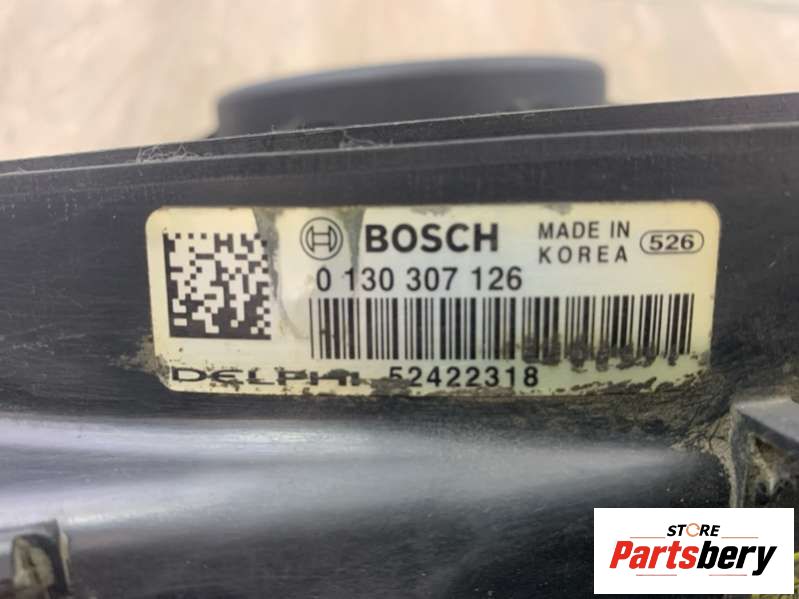 BOSCH MADE IN
KOREA 526
0 130 307 126
DELPHI 52422318
STORE
Partsbery